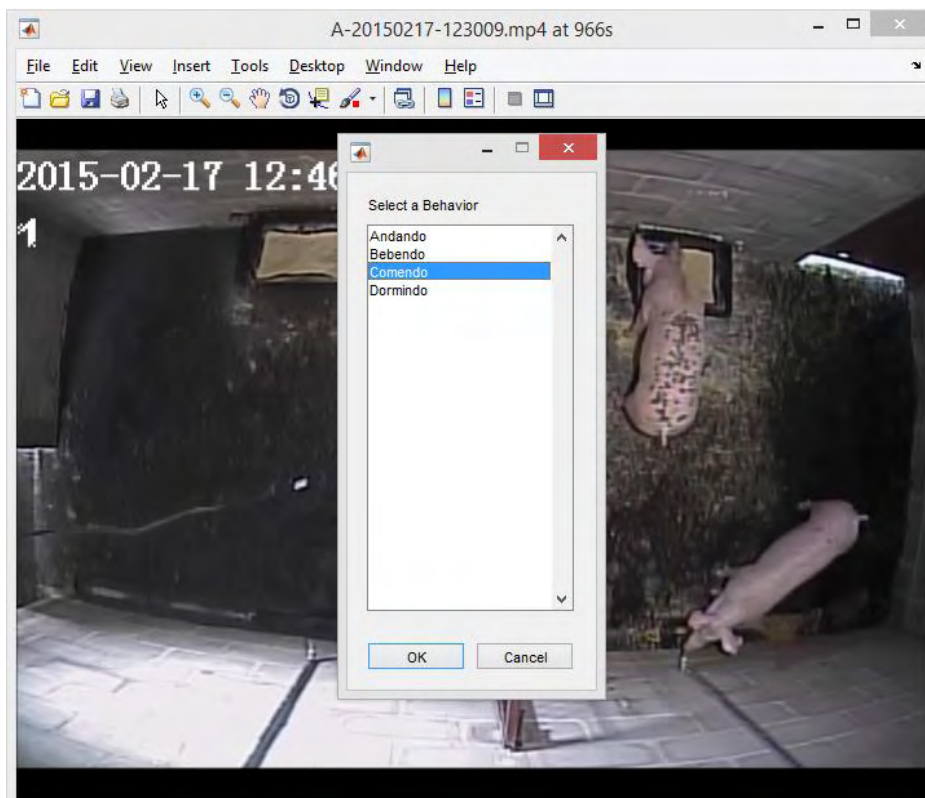 A-20150217-123009.mp4 at 966s
File Edit View Insert Tools Desktop Window Help
2015-02-17 12:46
1
Select a Behavior
Andando
Bebendo
Comendo
Dormindo
OK Cancel